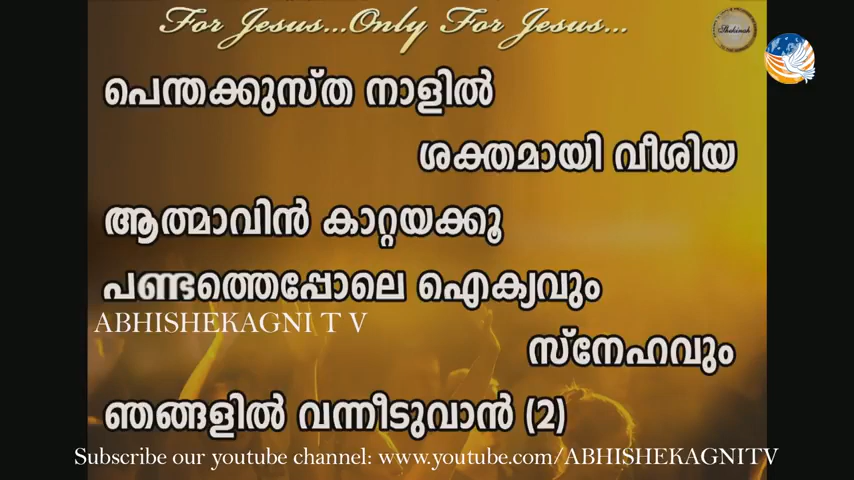 For Jesus...Only For Jesus...
Shekinah
പെന്തക്കുസ്ത നാളിൽ
ശക്തമായി വീശിയ
ആത്മാവിൻ കാറ്റയക്കൂ
പണ്ടത്തെപ്പോലെ ഐക്യവും
ABHISHEKAGNI T V
സ്നേഹവും
ഞങ്ങളിൽ വന്നീടുവാൻ (2)
Subscribe our youtube channel: www.youtube.com/ABHISHEKAGNITV